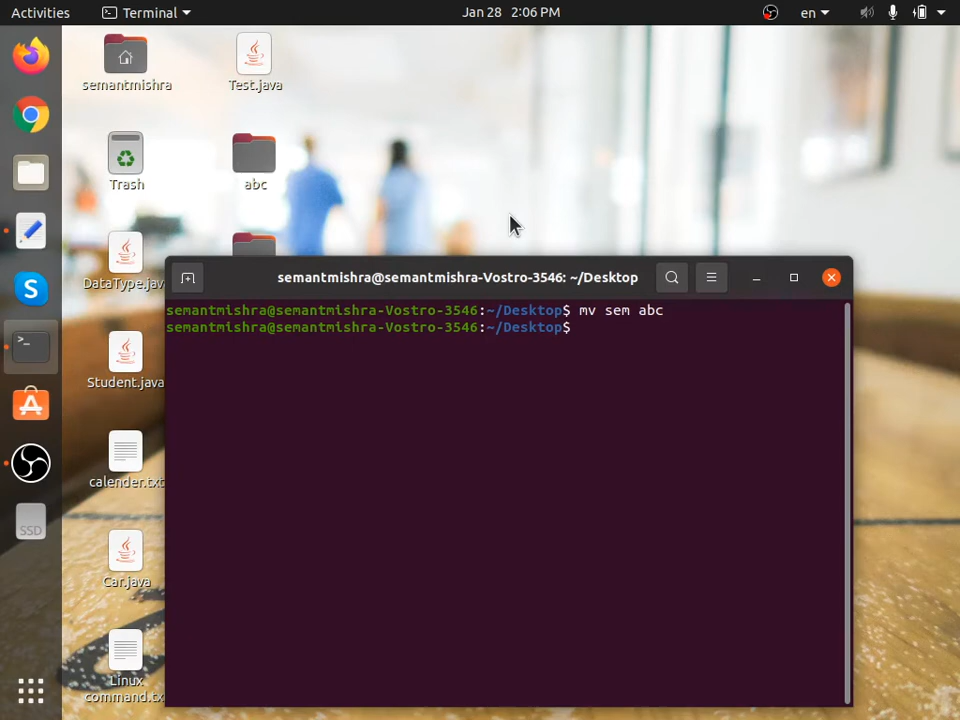 Activities
Terminal
Jan 28 2:06 PM
en
semantmishra
Test.java
Trash
abc
DataType.java
semantmishra@semantmishra-Vostro-3546: ~/Desktop
semantmishra@semantmishra-Vostro-3546:~/Desktop$ mv sem abc
semantmishra@semantmishra-Vostro-3546:~/Desktop$
>_
Student.java
calender.txt
SSD
Car.java
Linux
command.tx